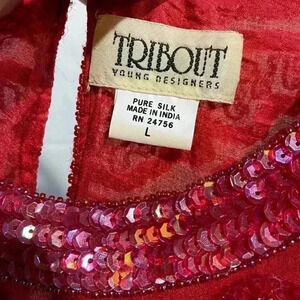 TRIBOUT
YOUNG DESIGNERS
PURE SILK
MADE IN INDIA
RN 24756
L